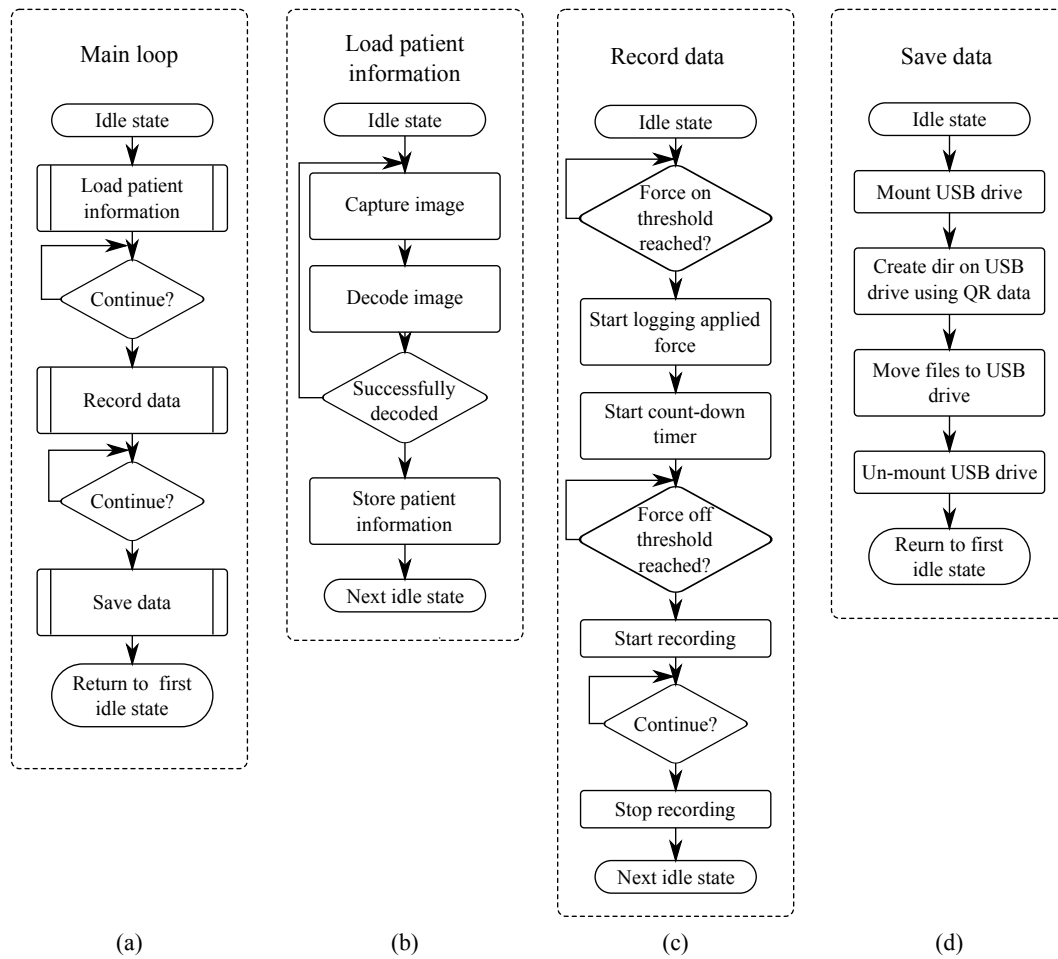 Main loop
Idle state
Load patient
information
Continue?
Record data
Continue?
Save data
Return to first
idle state
(a)
Load patient
information
Idle state
Capture image
Decode image
Successfully
decoded
Store patient
information
Next idle state
(b)
Record data
Idle state
Force on
threshold
reached?
Start logging applied
force
Start count-down
timer
Force off
threshold
reached?
Start recording
Continue?
Stop recording
Next idle state
(c)
Save data
Idle state
Mount USB drive
Create dir on USB
drive using QR data
Move files to USB
drive
Un-mount USB drive
Reurn to first
idle state
(d)